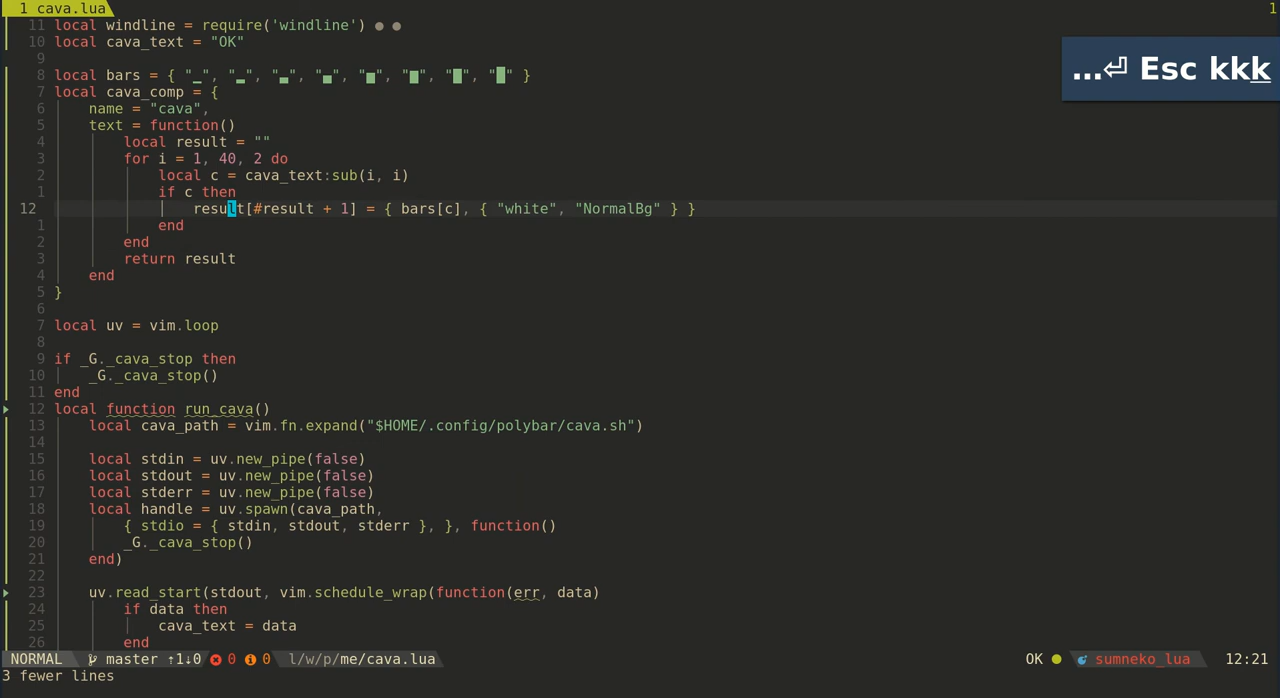 1 cava.lua 1
11 local windline = require('windline') ● ●
10 local cava_text = "OK"
9
8 local bars = { "▁", "▂", "▃", "▄", "▅", "▆", "▇", "█" }
7 local cava_comp = {
6 name = "cava",
5 text = function()
4 local result = ""
3 for i = 1, 40, 2 do
2 local c = cava_text:sub(i, i)
1 if c then
12 result[#result + 1] = { bars[c], { "white", "NormalBg" } }
1 end
2 end
3 return result
4 end
5 }
6
7 local uv = vim.loop
8
9 if _G._cava_stop then
10 _G._cava_stop()
11 end
12 local function run_cava()
13 local cava_path = vim.fn.expand("$HOME/.config/polybar/cava.sh")
14
15 local stdin = uv.new_pipe(false)
16 local stdout = uv.new_pipe(false)
17 local stderr = uv.new_pipe(false)
18 local handle = uv.spawn(cava_path,
19 { stdio = { stdin, stdout, stderr }, }, function()
20 _G._cava_stop()
21 end)
22
23 uv.read_start(stdout, vim.schedule_wrap(function(err, data)
24 if data then
25 cava_text = data
26 end
NORMAL master ↑1↓0 0 0 l/w/p/me/cava.lua OK ● sumneko_lua 12:21
3 fewer lines
…⏎ Esc kkk